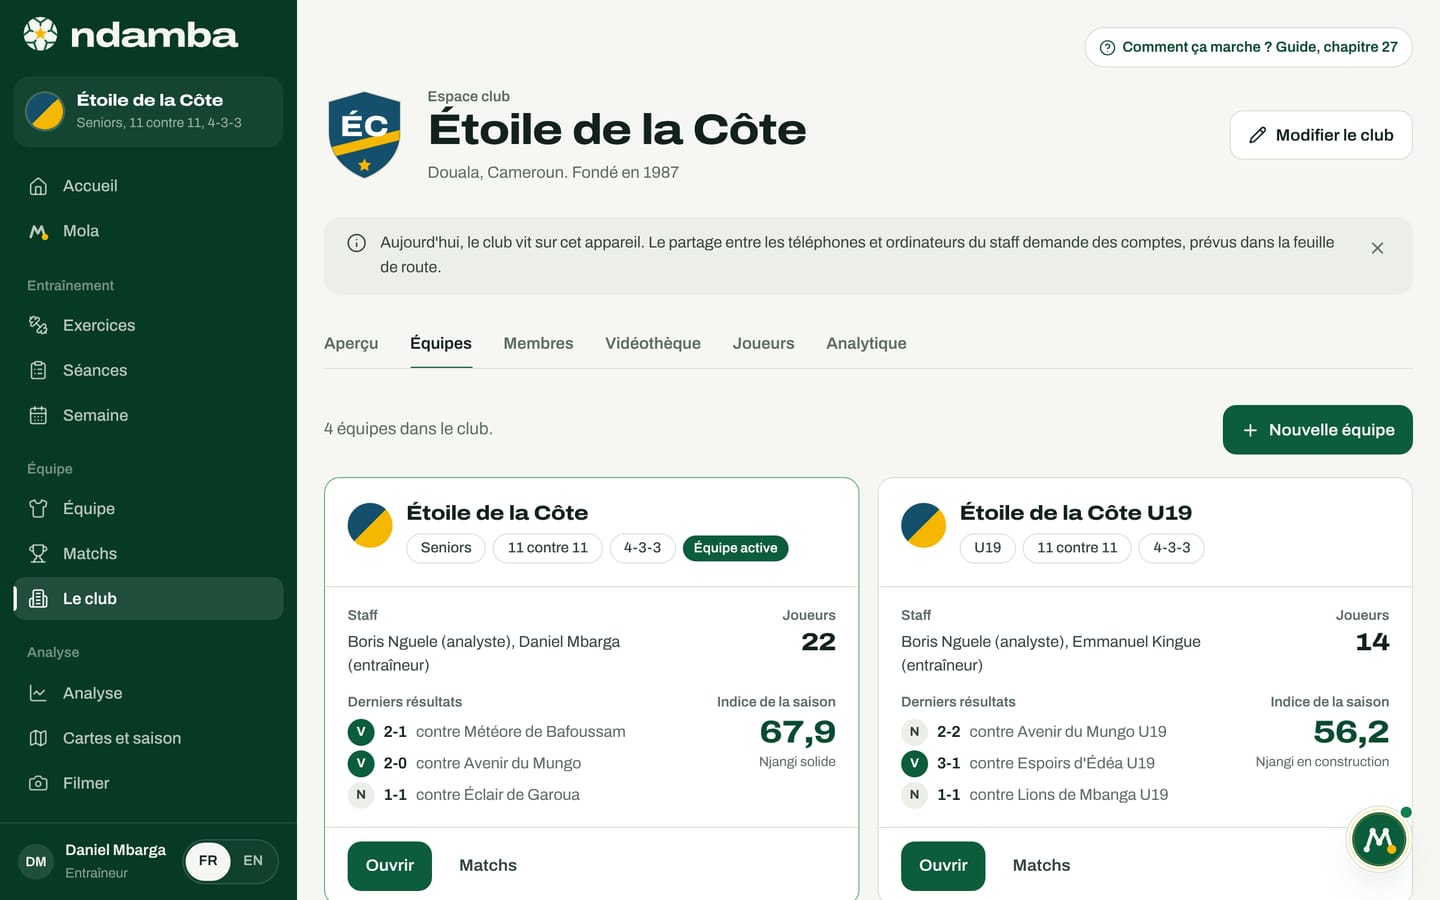 ndamba
Étoile de la Côte
Seniors, 11 contre 11, 4-3-3
Accueil
Mola
Entraînement
Exercices
Séances
Semaine
Équipe
Équipe
Matchs
Le club
Analyse
Analyse
Cartes et saison
Filmer
DM
Daniel Mbarga
Entraîneur
FR
EN
Comment ça marche ? Guide, chapitre 27
ÉC
Espace club
Étoile de la Côte
Douala, Cameroun. Fondé en 1987
Modifier le club
Aujourd'hui, le club vit sur cet appareil. Le partage entre les téléphones et ordinateurs du staff demande des comptes, prévus dans la feuille
de route.
Aperçu
Équipes
Membres
Vidéothèque
Joueurs
Analytique
4 équipes dans le club.
Nouvelle équipe
Étoile de la Côte
Seniors
11 contre 11
4-3-3
Équipe active
Staff
Boris Nguele (analyste), Daniel Mbarga
(entraîneur)
Joueurs
22
Derniers résultats
V 2-1 contre Météore de Bafoussam
V 2-0 contre Avenir du Mungo
N 1-1 contre Éclair de Garoua
Indice de la saison
67,9
Njangi solide
Ouvrir
Matchs
Étoile de la Côte U19
U19
11 contre 11
4-3-3
Staff
Boris Nguele (analyste), Emmanuel Kingue
(entraîneur)
Joueurs
14
Derniers résultats
N 2-2 contre Avenir du Mungo U19
V 3-1 contre Espoirs d'Édéa U19
N 1-1 contre Lions de Mbanga U19
Indice de la saison
56,2
Njangi en construction
Ouvrir
Matchs